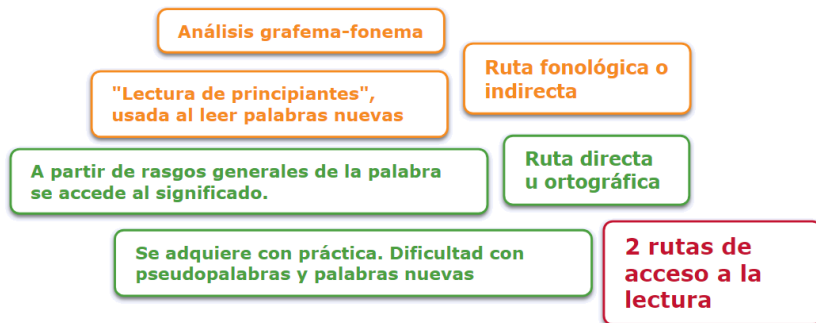 Análisis grafema-fonema
Ruta fonológica o
indirecta
"Lectura de principiantes",
usada al leer palabras nuevas
Ruta directa
u ortográfica
A partir de rasgos generales de la palabra
se accede al significado.
Se adquiere con práctica. Dificultad con
pseudopalabras y palabras nuevas
2 rutas de
acceso a la
lectura